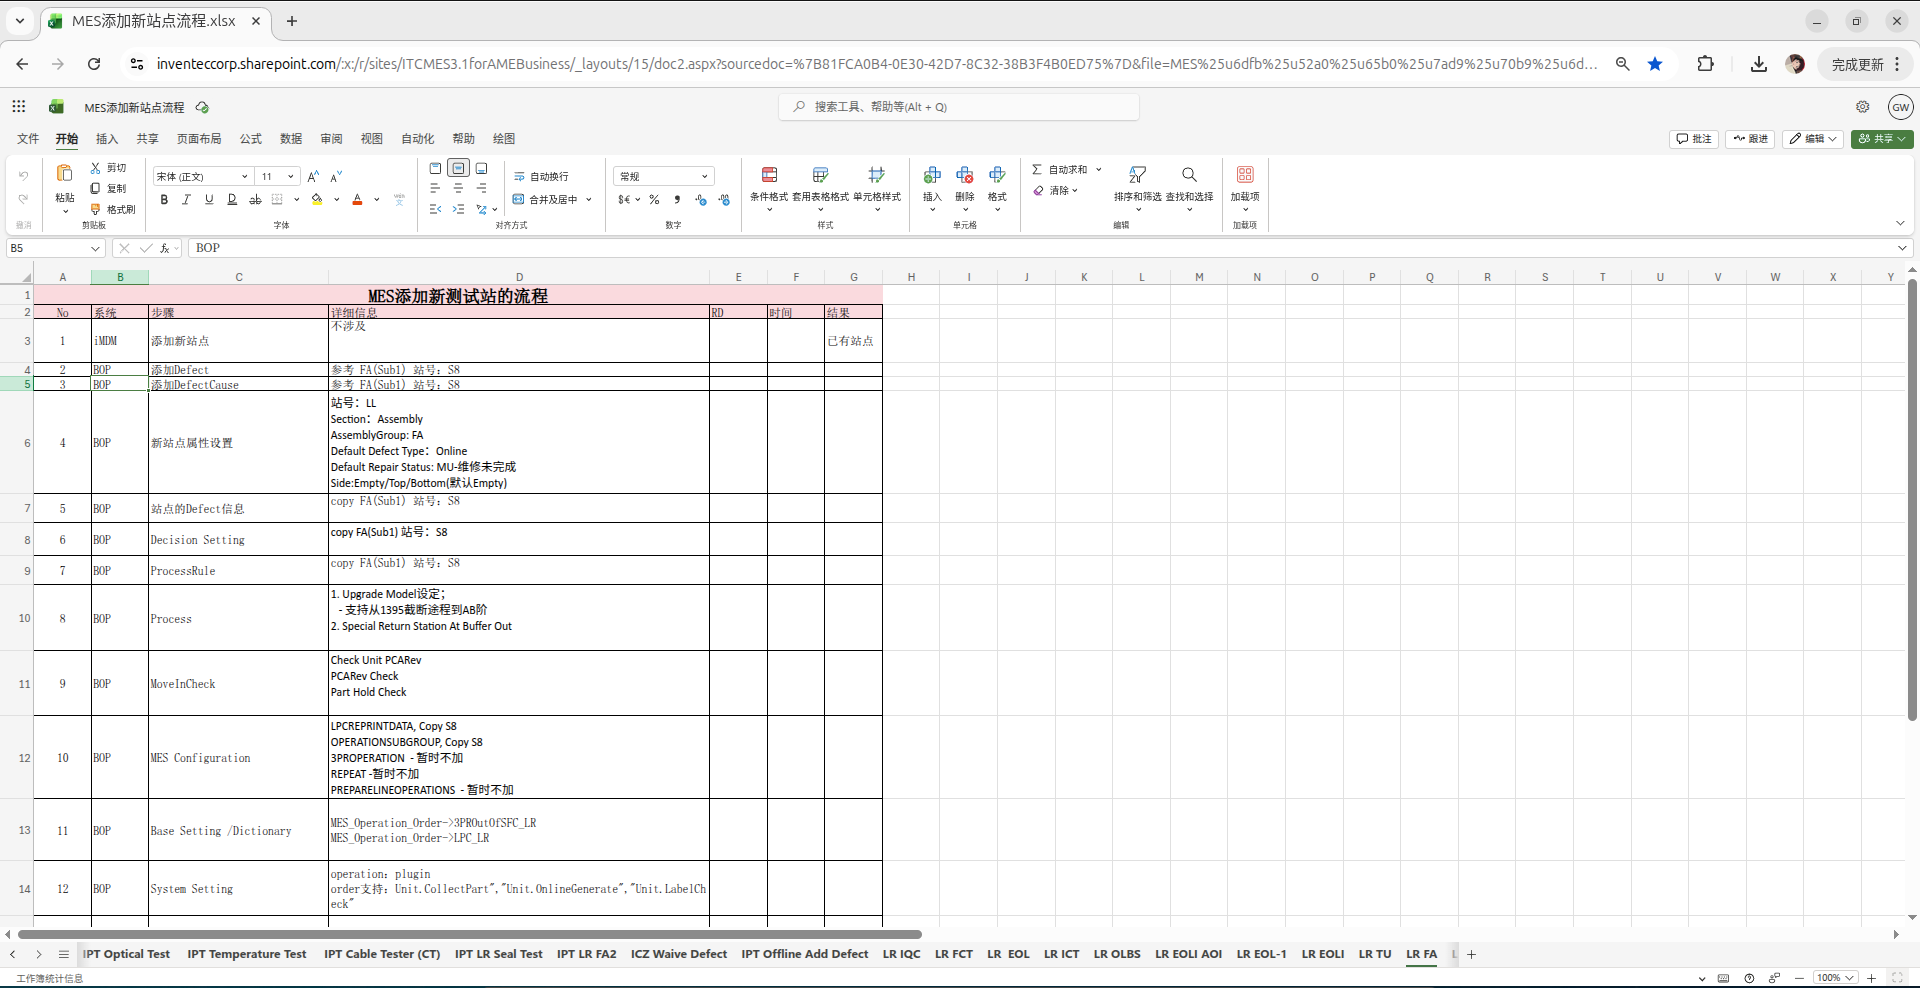 MES添加新站点流程.xlsx
inventeccorp.sharepoint.com/:x:/r/sites/ITCMES3.1forAMEBusiness/_layouts/15/doc2.aspx?sourcedoc=%7B81FCA0B4-0E30-42D7-8C32-38B3F4B0ED75%7D&file=MES%25u6dfb%25u52a0%25u65b0%25u7ad9%25u70b9%25u6d...
完成更新
MES添加新站点流程
搜索工具、帮助等(Alt + Q)
GW
文件 开始 插入 共享 页面布局 公式 数据 审阅 视图 自动化 帮助 绘图
批注 跟进 编辑 共享
剪切
宋体 (正文) 11 自动换行 常规
粘贴 复制 条件格式 套用表格格式 单元格样式 插入 删除 格式 自动求和 清除 排序和筛选 查找和选择 加载项
格式刷 合并及居中
撤消 剪贴板 字体 对齐方式 数字 样式 单元格 编辑 加载项
B5 BOP
A B C D E F G H I J K L M N O P Q R S T U V W X Y
1 MES添加新测试站的流程
2 No 系统 步骤 详细信息 RD 时间 结果
3 1 iMDM 添加新站点 不涉及 己有站点
4 2 BOP 添加Defect 参考 FA(Sub1) 站号：S8
5 3 BOP 添加DefectCause 参考 FA(Sub1) 站号：S8
6 4 BOP 新站点属性设置 站号：LL
Section：Assembly
AssemblyGroup: FA
Default Defect Type：Online
Default Repair Status: MU-维修未完成
Side:Empty/Top/Bottom(默认Empty)
7 5 BOP 站点的Defect信息 copy FA(Sub1) 站号：S8
8 6 BOP Decision Setting copy FA(Sub1) 站号：S8
9 7 BOP ProcessRule copy FA(Sub1) 站号：S8
10 8 BOP Process 1. Upgrade Model设定；
- 支持从1395截断途程到AB阶
2. Special Return Station At Buffer Out
11 9 BOP MoveInCheck Check Unit PCARev
PCARev Check
Part Hold Check
12 10 BOP MES Configuration LPCREPRINTDATA, Copy S8
OPERATIONSUBGROUP, Copy S8
3PROPERATION - 暂时不加
REPEAT -暂时不加
PREPARELINEOPERATIONS - 暂时不加
13 11 BOP Base Setting /Dictionary MES_Operation_Order->3PROutOfSFC_LR
MES_Operation_Order->LPC_LR
14 12 BOP System Setting operation：plugin
order支持：Unit.CollectPart","Unit.OnlineGenerate","Unit.LabelCh
eck"
IPT Optical Test IPT Temperature Test IPT Cable Tester (CT) IPT LR Seal Test IPT LR FA2 ICZ Waive Defect IPT Offline Add Defect LR IQC LR FCT LR EOL LR ICT LR OLBS LR EOLI AOI LR EOL-1 LR EOLI LR TU LR FA
工作簿统计信息 100%